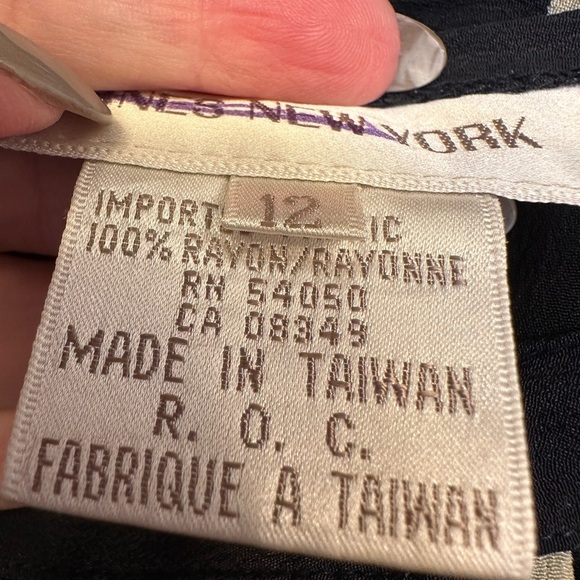 NES NEW YORK
12
IMPORT IC
100% RAYON/RAYONNE
RN 54050
CA 08349
MADE IN TAIWAN
R. O. C.
FABRIQUE A TAIWAN